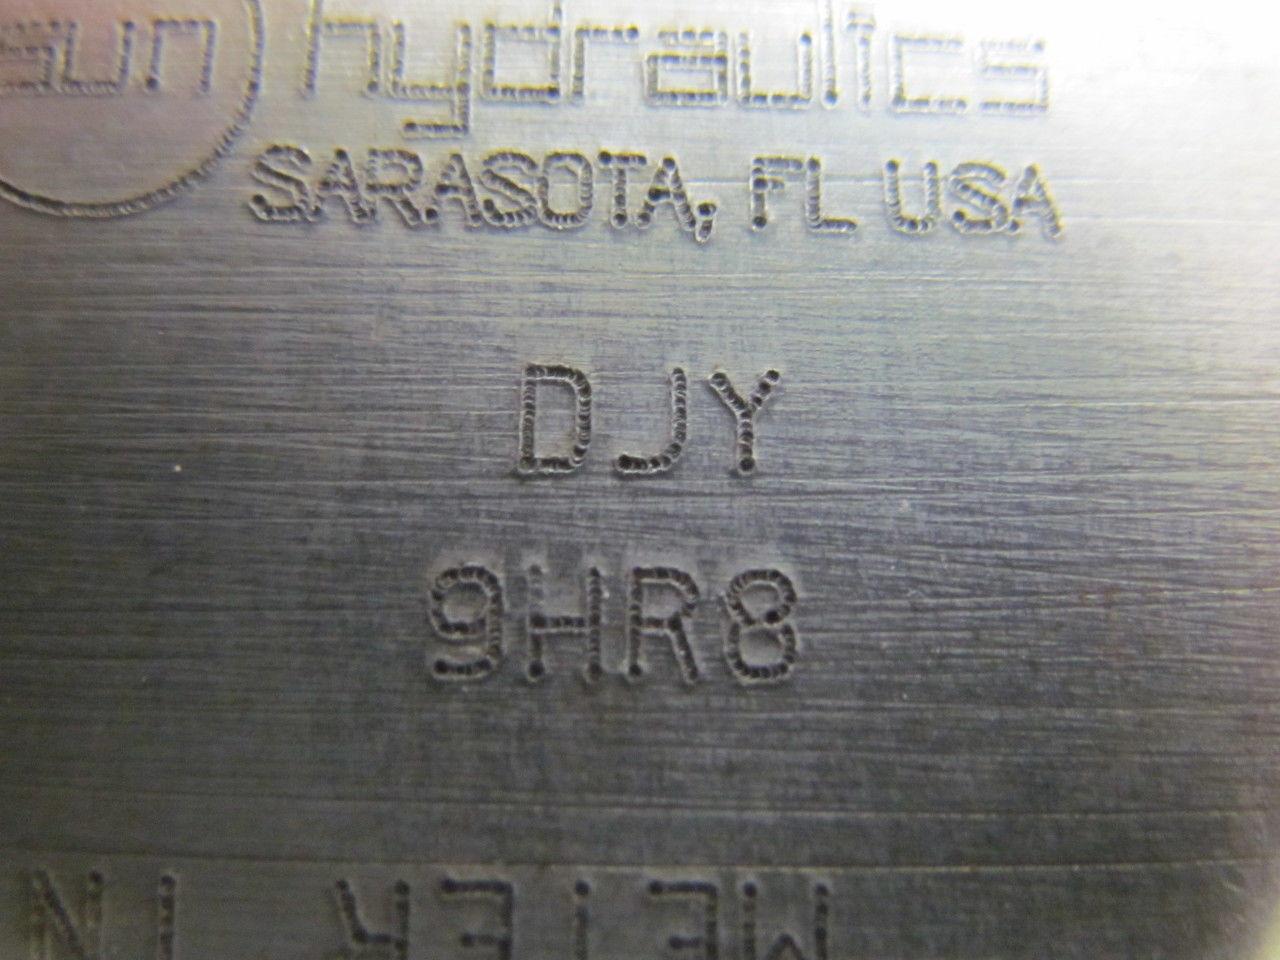 sun hydraulics
SARASOTA, FL USA
DJY
9HR8